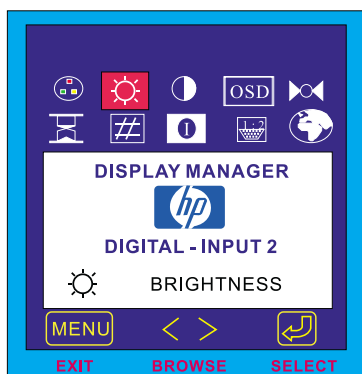 OSD
I
1:2
DISPLAY MANAGER
hp
DIGITAL - INPUT 2
BRIGHTNESS
MENU < >
EXIT BROWSE SELECT